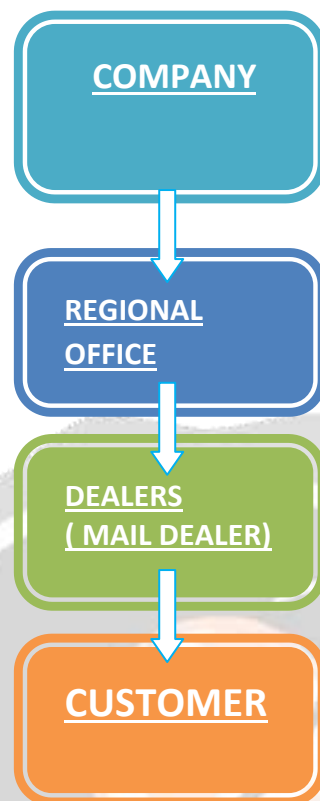 COMPANY
REGIONAL
OFFICE
DEALERS
( MAIL DEALER)
CUSTOMER